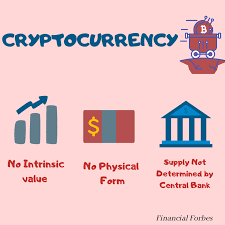 CRYPTOCURRENCY
No Intrinsic
value
No Physical
Form
Supply Not
Determined by
Central Bank
Financial Forbes